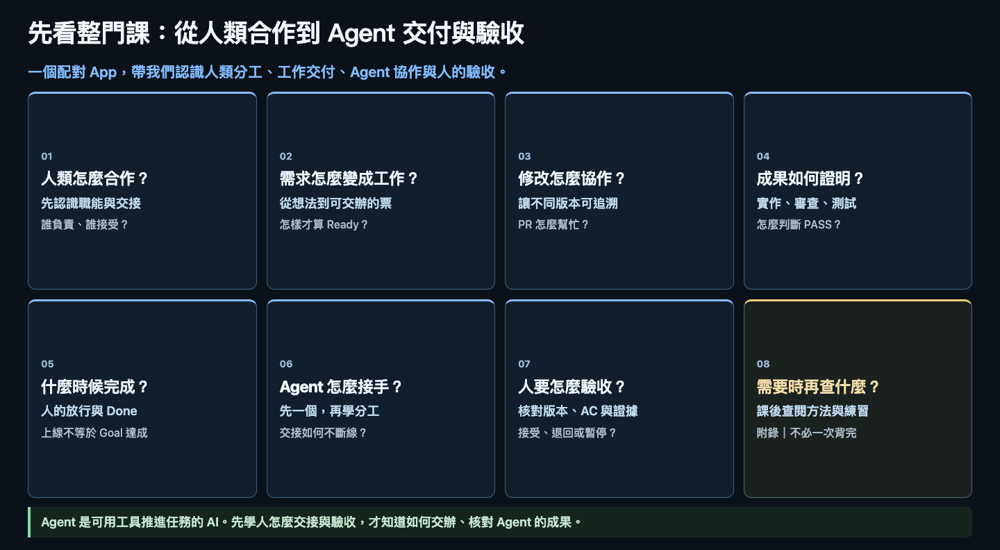 先看整門課：從人類合作到 Agent 交付與驗收
一個配對 App，帶我們認識人類分工、工作交付、Agent 協作與人的驗收。
01
人類怎麼合作？
先認識職能與交接
誰負責、誰接受？
02
需求怎麼變成工作？
從想法到可交辦的票
怎樣才算 Ready？
03
修改怎麼協作？
讓不同版本可追溯
PR 怎麼幫忙？
04
成果如何證明？
實作、審查、測試
怎麼判斷 PASS？
05
什麼時候完成？
人的放行與 Done
上線不等於 Goal 達成
06
Agent 怎麼接手？
先一個，再學分工
交接如何不斷線？
07
人要怎麼驗收？
核對版本、AC 與證據
接受、退回或暫停？
08
需要時再查什麼？
課後查閱方法與練習
附錄｜不必一次背完
Agent 是可用工具推進任務的 AI。先學人怎麼交接與驗收，才知道如何交辦、核對 Agent 的成果。